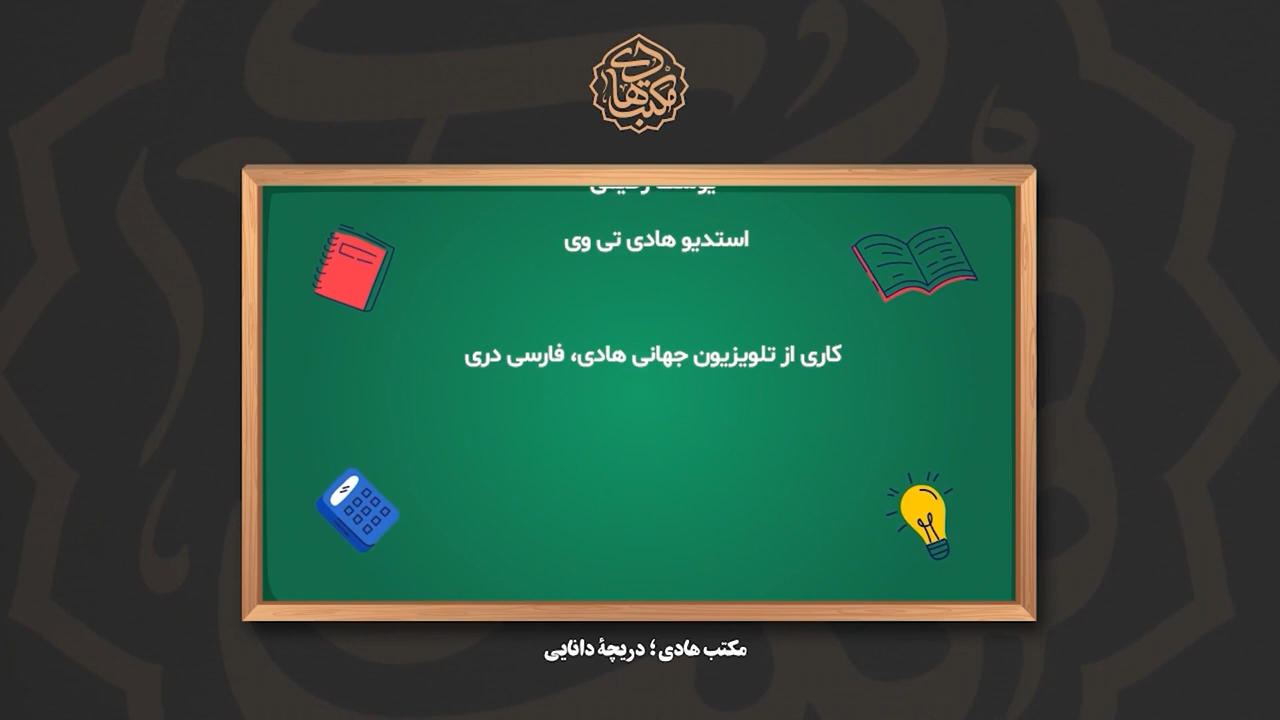 مکتب هادی
استدیو هادی تی وی
کاری از تلویزیون جهانی هادی، فارسی دری
مکتب هادی؛ دریچهٔ دانایی